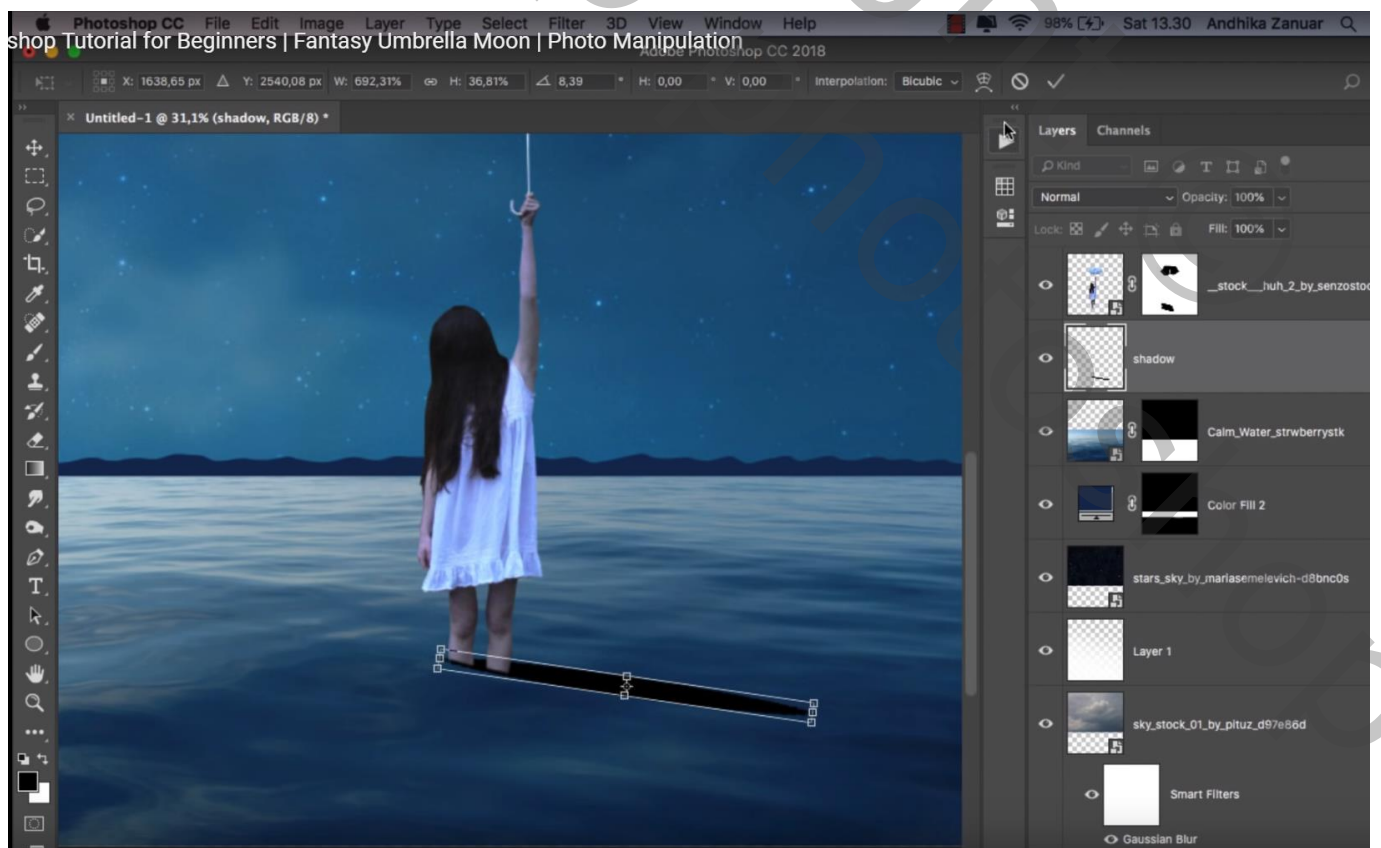 Photoshop CC File Edit Image Layer Type Select Filter 3D View Window Help 98% Sat 13.30 Andhika Zanuar
shop Tutorial for Beginners | Fantasy Umbrella Moon | Photo Manipulation
Adobe Photoshop CC 2018
X: 1638,65 px Y: 2540,08 px W: 692,31% H: 36,81% 8,39 ° H: 0,00 ° V: 0,00 ° Interpolation: Bicubic
× Untitled-1 @ 31,1% (shadow, RGB/8) *
Layers Channels
Kind
Normal Opacity: 100%
Lock: Fill: 100%
__stock__huh_2_by_senzostoc
shadow
Calm_Water_strwberrystk
Color Fill 2
stars_sky_by_mariasemelevich-d8bnc0s
Layer 1
sky_stock_01_by_pituz_d97e86d
Smart Filters
Gaussian Blur